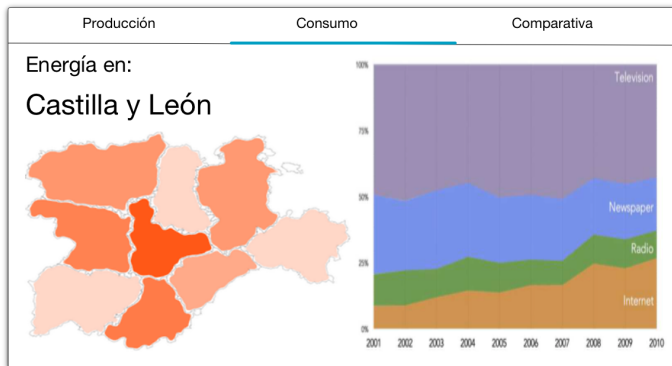 Producción
Consumo
Comparativa
Energía en:
Castilla y León
100%
75%
50%
25%
0%
Television
Newspaper
Radio
Internet
2001 2002 2003 2004 2005 2006 2007 2008 2009 2010